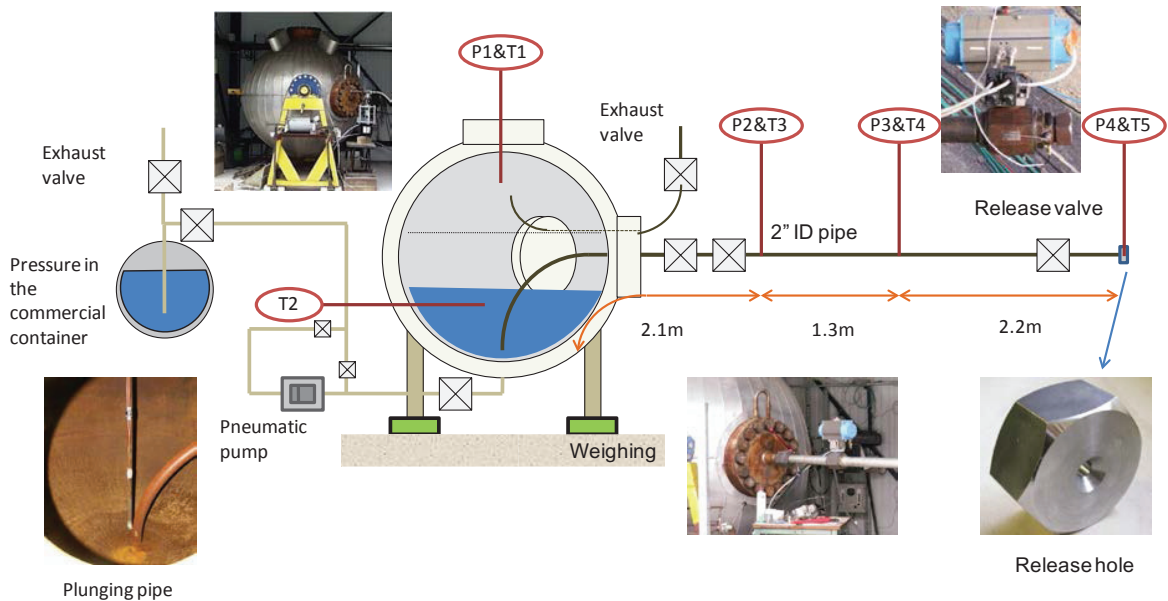 P1&T1
Exhaust
valve
P2&T3
P3&T4
P4&T5
Exhaust
valve
Release valve
2” ID pipe
Pressure in
the
commercial
container
T2
2.1m
1.3m
2.2m
Pneumatic
pump
Weighing
Plunging pipe
Release hole